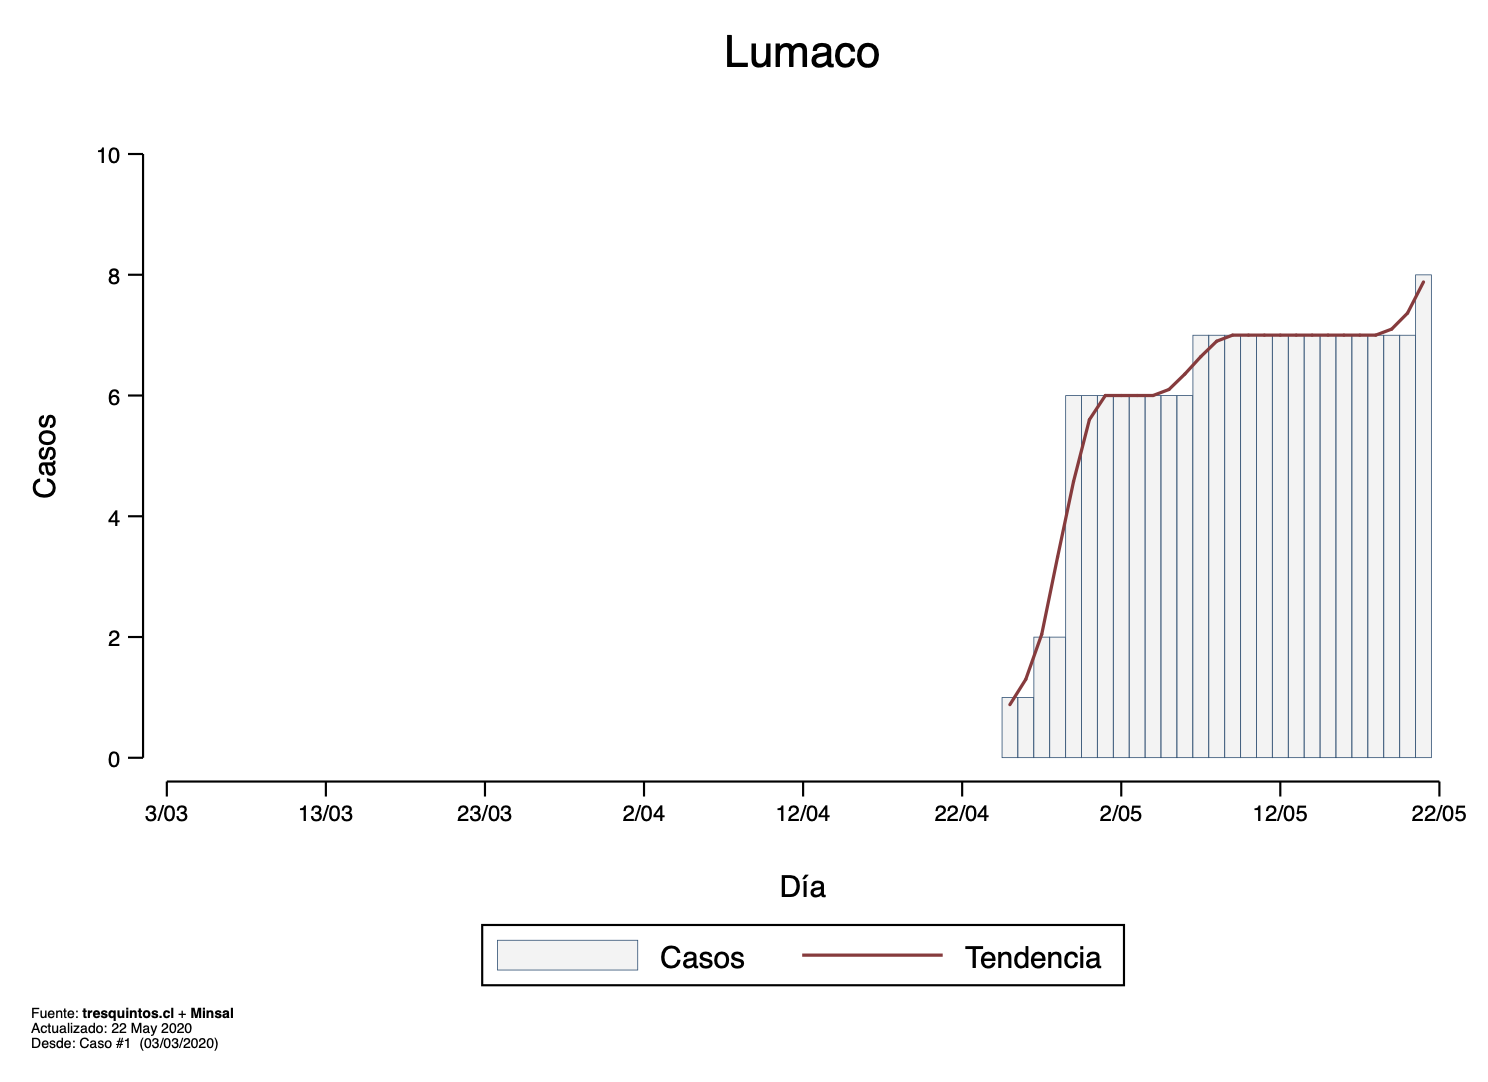 Lumaco
10
8
6
4
2
0
Casos
3/03 13/03 23/03 2/04 12/04 22/04 2/05 12/05 22/05
Día
Casos Tendencia
Fuente: tresquintos.cl + Minsal
Actualizado: 22 May 2020
Desde: Caso #1 (03/03/2020)